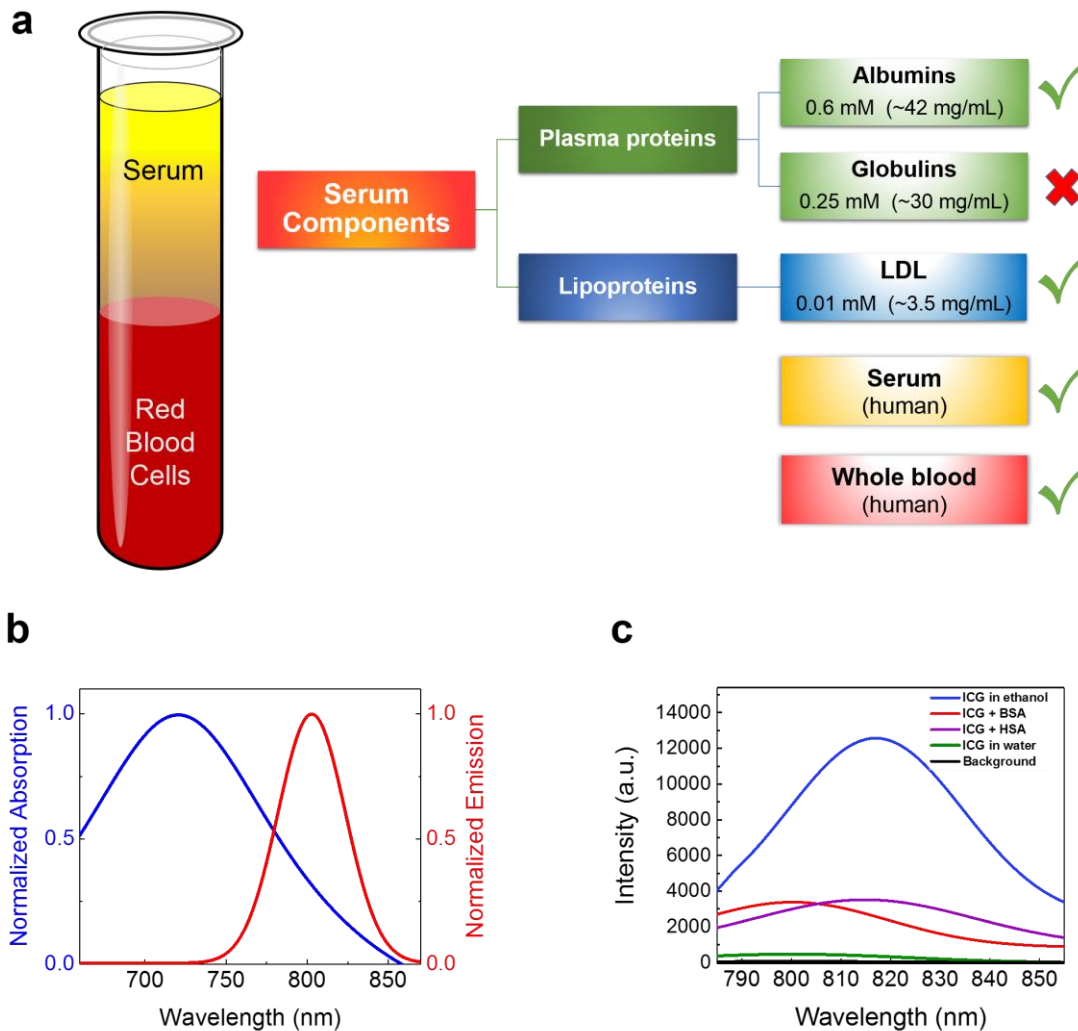 a
Serum
Red
Blood
Cells
Serum
Components
Plasma proteins
Lipoproteins
Albumins
0.6 mM (~42 mg/mL)
Globulins
0.25 mM (~30 mg/mL)
LDL
0.01 mM (~3.5 mg/mL)
Serum
(human)
Whole blood
(human)
b
Normalized Absorption
1.0
0.5
0.0
700
750
800
850
Wavelength (nm)
1.0
0.5
0.0
Normalized Emission
c
Intensity (a.u.)
14000
12000
10000
8000
6000
4000
2000
0
ICG in ethanol
ICG + BSA
ICG + HSA
ICG in water
Background
790
800
810
820
830
840
850
Wavelength (nm)